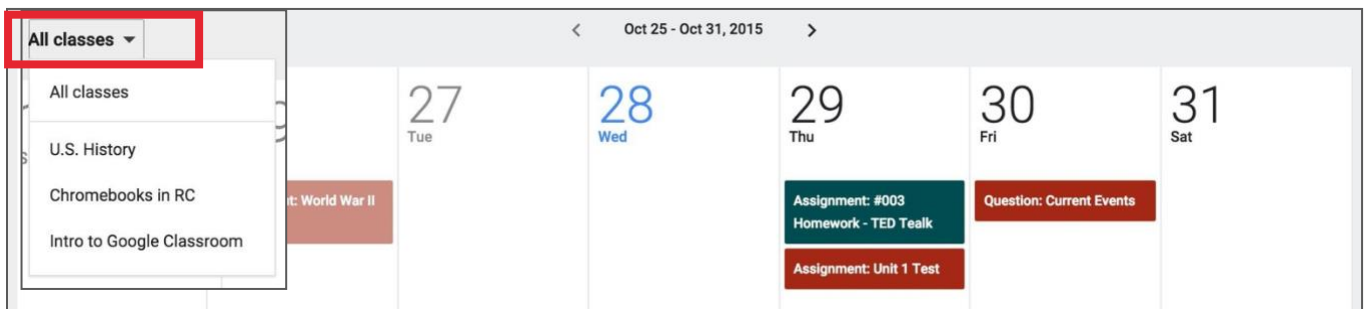 All classes
Oct 25 - Oct 31, 2015
All classes
U.S. History
Chromebooks in RC
Intro to Google Classroom
27
Tue
28
Wed
29
Thu
30
Fri
31
Sat
World War II
Assignment: #003
Homework - TED Tealk
Assignment: Unit 1 Test
Question: Current Events